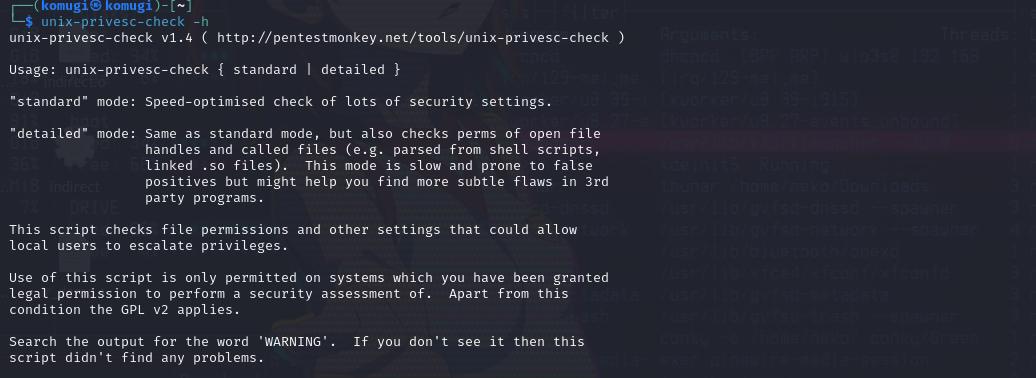 ┌──(komugi㉿komugi)-[~]
└─$ unix-privesc-check -h
unix-privesc-check v1.4 ( http://pentestmonkey.net/tools/unix-privesc-check )

Usage: unix-privesc-check { standard | detailed }

"standard" mode: Speed-optimised check of lots of security settings.

"detailed" mode: Same as standard mode, but also checks perms of open file
handles and called files (e.g. parsed from shell scripts,
linked .so files).  This mode is slow and prone to false
positives but might help you find more subtle flaws in 3rd
party programs.

This script checks file permissions and other settings that could allow
local users to escalate privileges.

Use of this script is only permitted on systems which you have been granted
legal permission to perform a security assessment of.  Apart from this
condition the GPL v2 applies.

Search the output for the word 'WARNING'.  If you don't see it then this
script didn't find any problems.